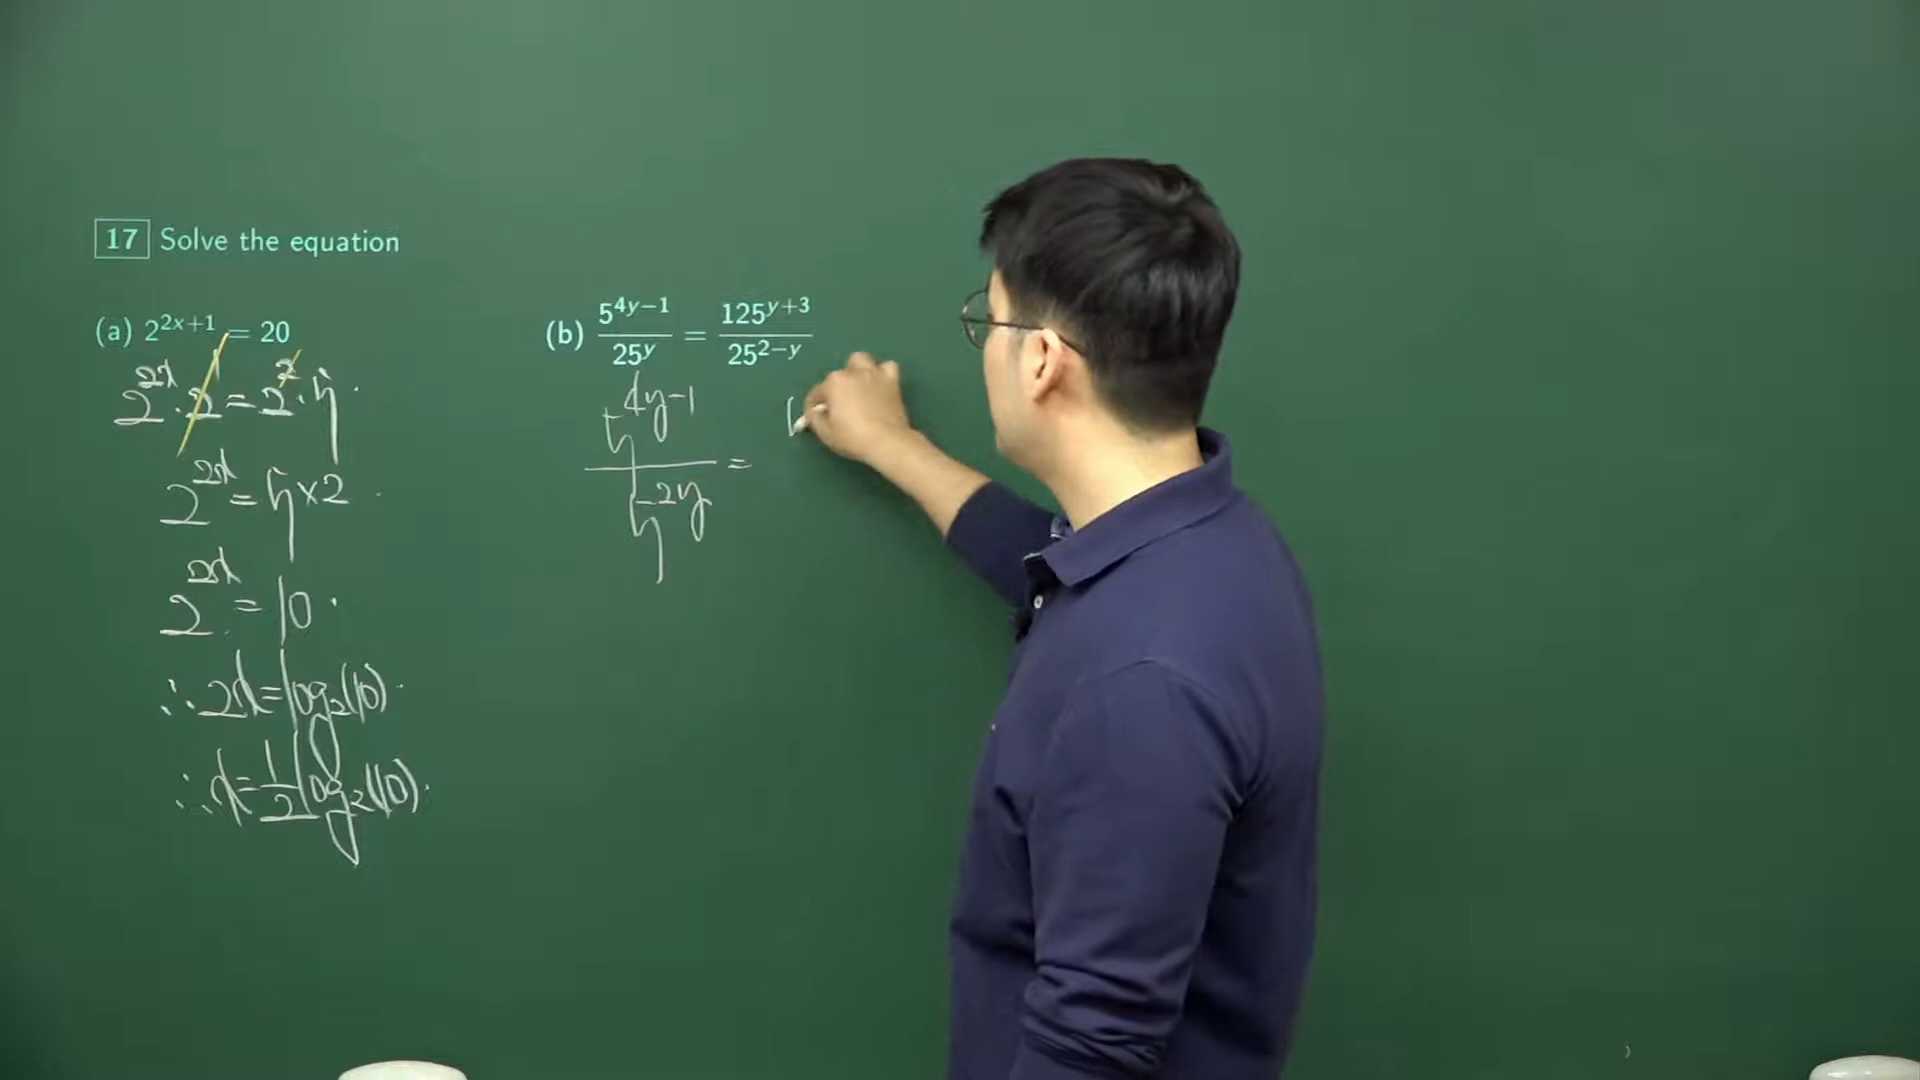 17 Solve the equation
(a) 2^{2x+1} = 20
2^{2x} · 2^1 = 2^2 · 5 .
2^{2x} = 5 × 2 .
2^{2x} = 10 .
∴ 2x = log_2(10) .
∴ x = 1/2 log_2(10) .
(b) 5^{4y−1}/25^y = 125^{y+3}/25^{2−y}
5^{4y−1}/5^{2y} =